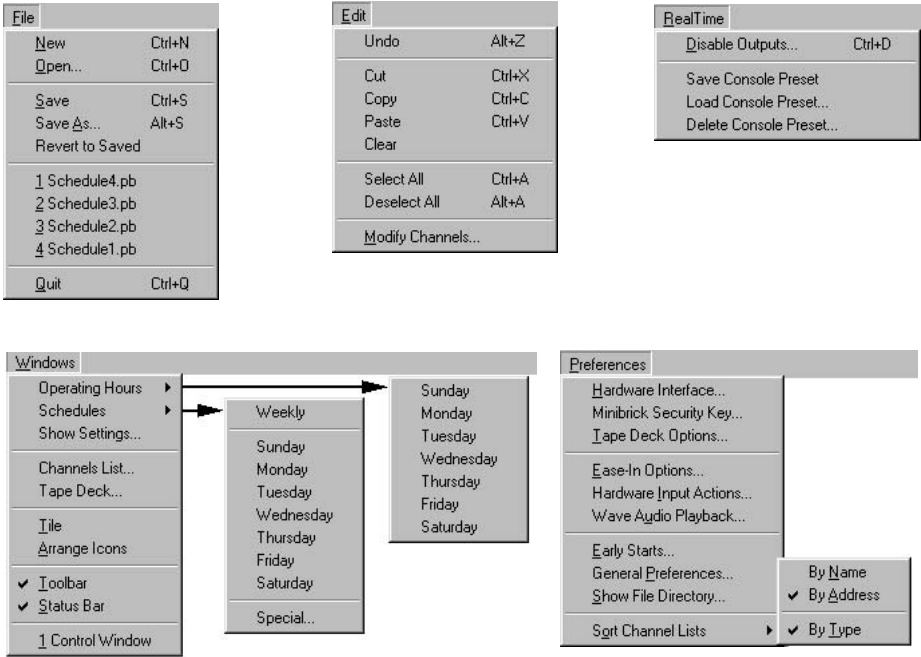 File
New Ctrl+N
Open... Ctrl+O
Save Ctrl+S
Save As... Alt+S
Revert to Saved
1 Schedule4.pb
2 Schedule3.pb
3 Schedule2.pb
4 Schedule1.pb
Quit Ctrl+Q
Edit
Undo Alt+Z
Cut Ctrl+X
Copy Ctrl+C
Paste Ctrl+V
Clear
Select All Ctrl+A
Deselect All Alt+A
Modify Channels...
RealTime
Disable Outputs... Ctrl+D
Save Console Preset
Load Console Preset...
Delete Console Preset...
Windows
Operating Hours
Schedules
Show Settings...
Channels List...
Tape Deck...
Tile
Arrange Icons
Toolbar
Status Bar
1 Control Window
Weekly
Sunday
Monday
Tuesday
Wednesday
Thursday
Friday
Saturday
Special...
Sunday
Monday
Tuesday
Wednesday
Thursday
Friday
Saturday
Preferences
Hardware Interface...
Minibrick Security Key...
Tape Deck Options...
Ease-In Options...
Hardware Input Actions...
Wave Audio Playback...
Early Starts...
General Preferences...
Show File Directory...
Sort Channel Lists
By Name
By Address
By Type